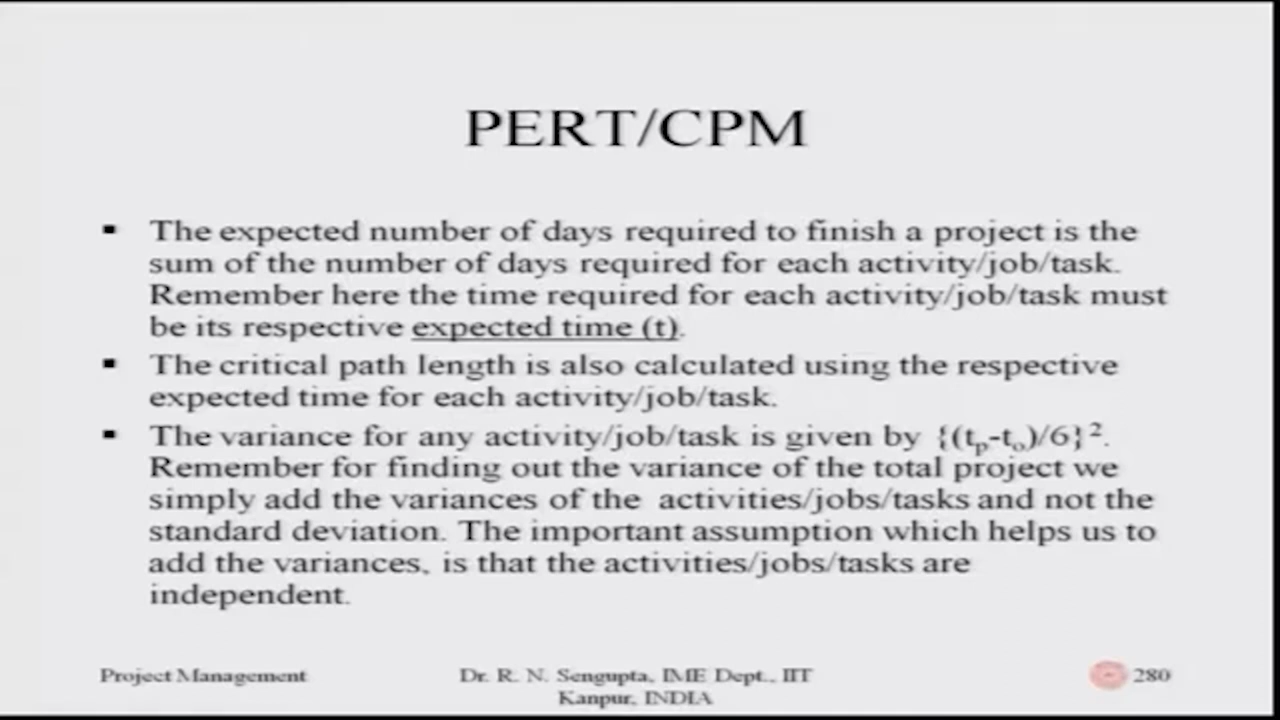 PERT/CPM
▪ The expected number of days required to finish a project is the
sum of the number of days required for each activity/job/task.
Remember here the time required for each activity/job/task must
be its respective expected time (t).
▪ The critical path length is also calculated using the respective
expected time for each activity/job/task.
▪ The variance for any activity/job/task is given by {(tₚ-tₒ)/6}².
Remember for finding out the variance of the total project we
simply add the variances of the activities/jobs/tasks and not the
standard deviation. The important assumption which helps us to
add the variances, is that the activities/jobs/tasks are
independent.
Project Management
Dr. R. N. Sengupta, IME Dept., IIT
Kanpur, INDIA
280